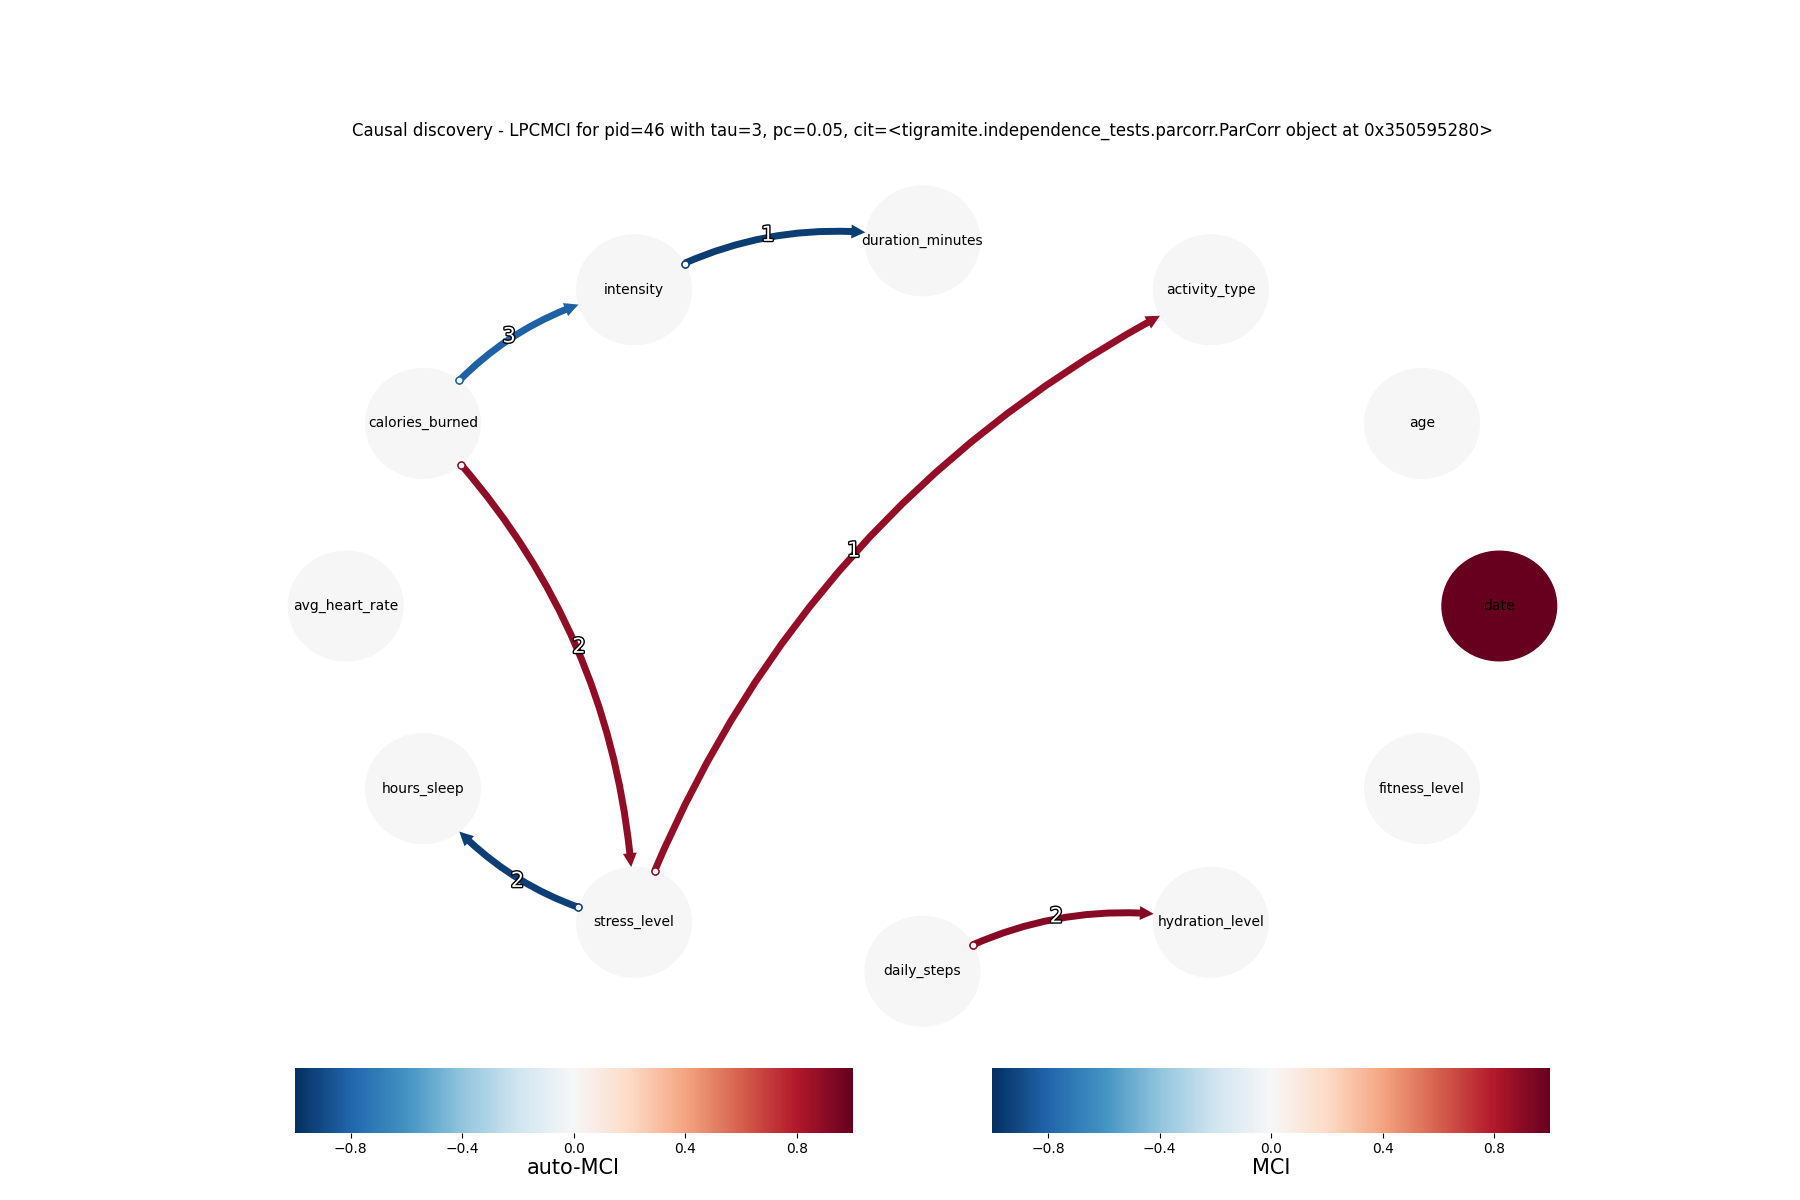 Causal discovery - LPCMCI for pid=46 with tau=3, pc=0.05, cit=<tigramite.independence_tests.parcorr.ParCorr object at 0x350595280>
1
duration_minutes
intensity
activity_type
3
calories_burned
age
1
avg_heart_rate
date
2
hours_sleep
fitness_level
2
stress_level
2
hydration_level
daily_steps
−0.8 −0.4 0.0 0.4 0.8
auto-MCI
−0.8 −0.4 0.0 0.4 0.8
MCI